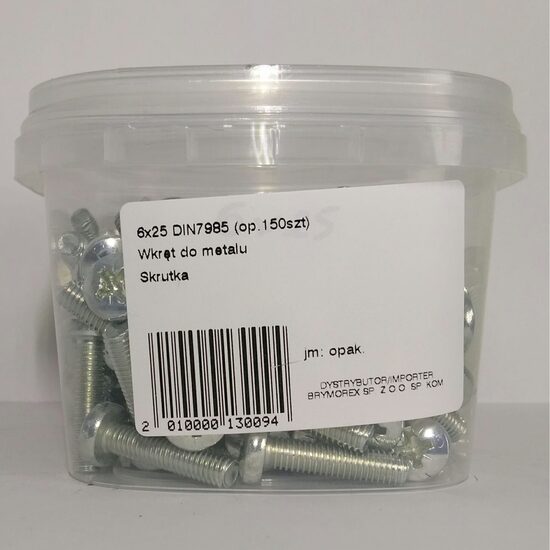 6x25 DIN7985 (op.150szt)
Wkręt do metalu
Skrutka
jm: opak.
DYSTRYBUTOR/IMPORTER
BRYMOREX SP. Z O.O. SP. KOM
2 010000 130094